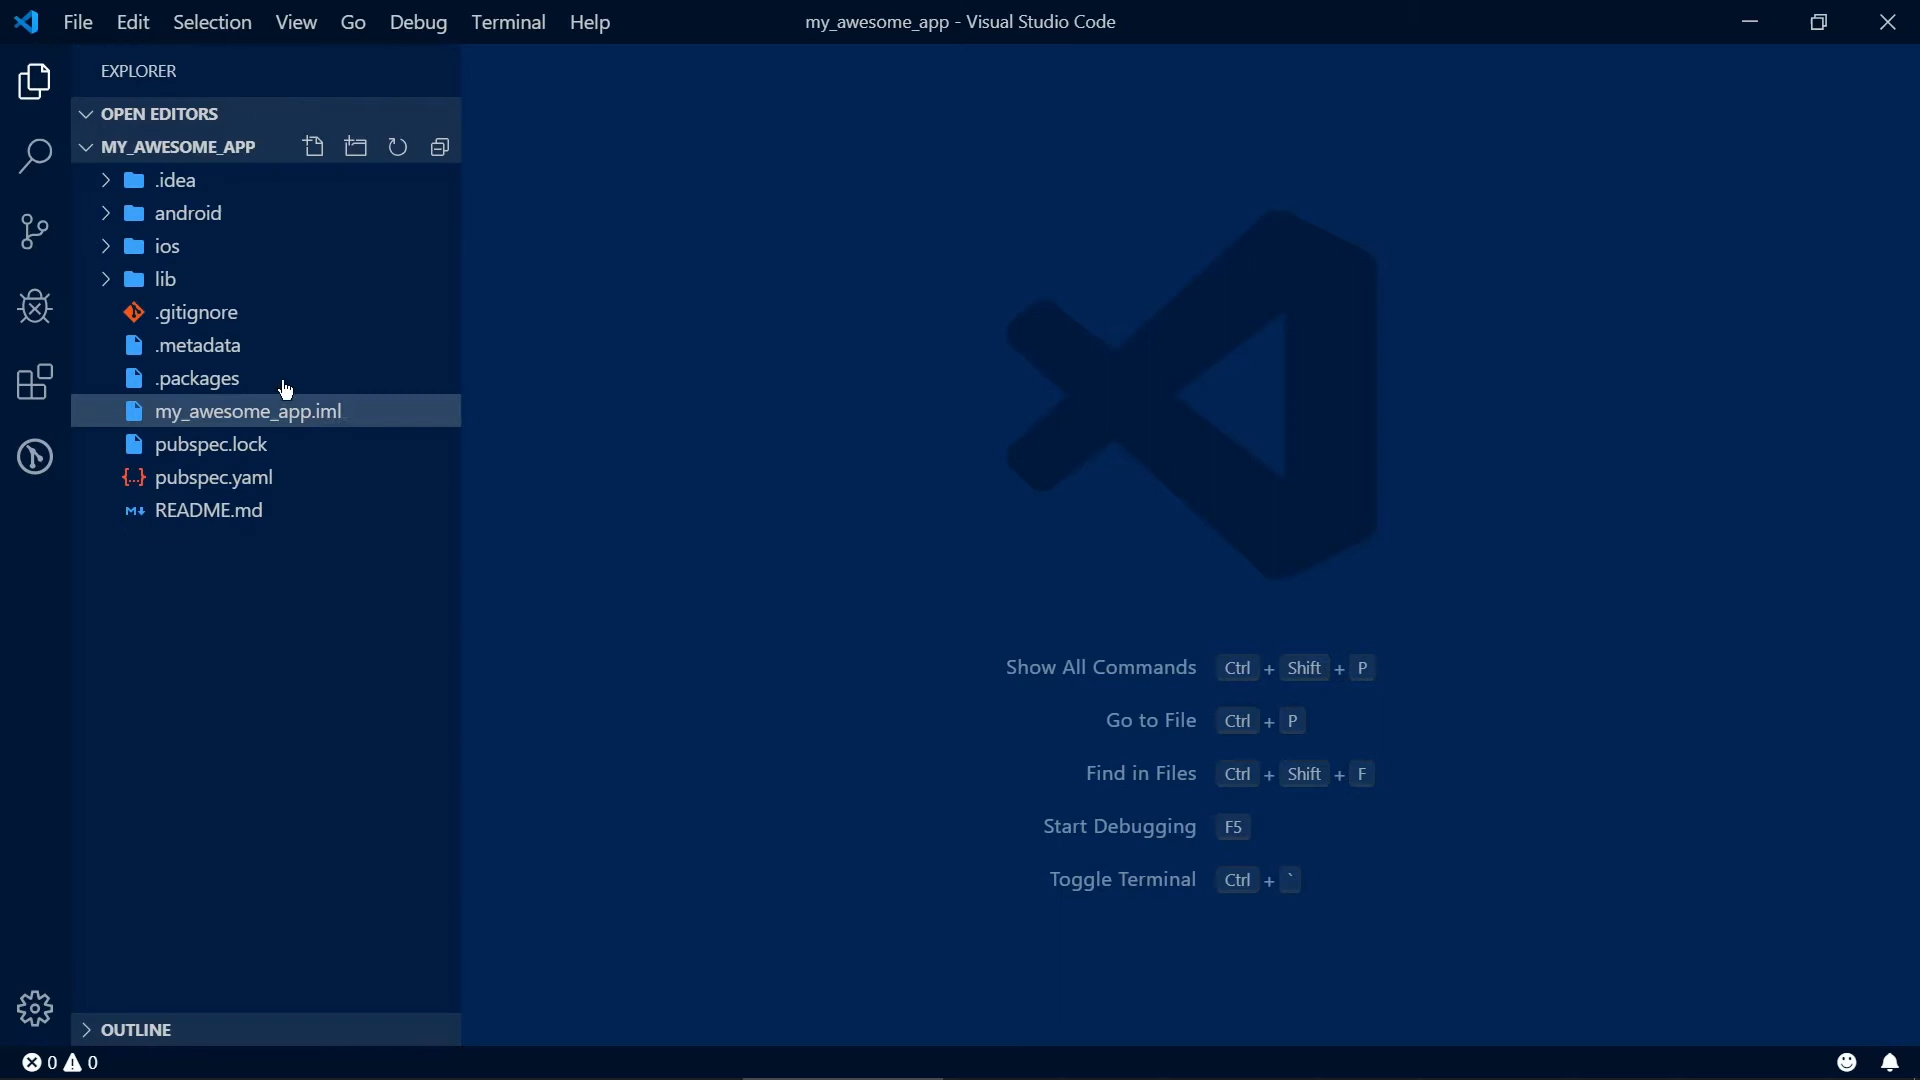 File Edit Selection View Go Debug Terminal Help my_awesome_app - Visual Studio Code
EXPLORER
OPEN EDITORS
MY_AWESOME_APP
.idea
android
ios
lib
.gitignore
.metadata
.packages
my_awesome_app.iml
pubspec.lock
{..} pubspec.yaml
M↓ README.md
Show All Commands Ctrl + Shift + P
Go to File Ctrl + P
Find in Files Ctrl + Shift + F
Start Debugging F5
Toggle Terminal Ctrl + `
OUTLINE
0 0